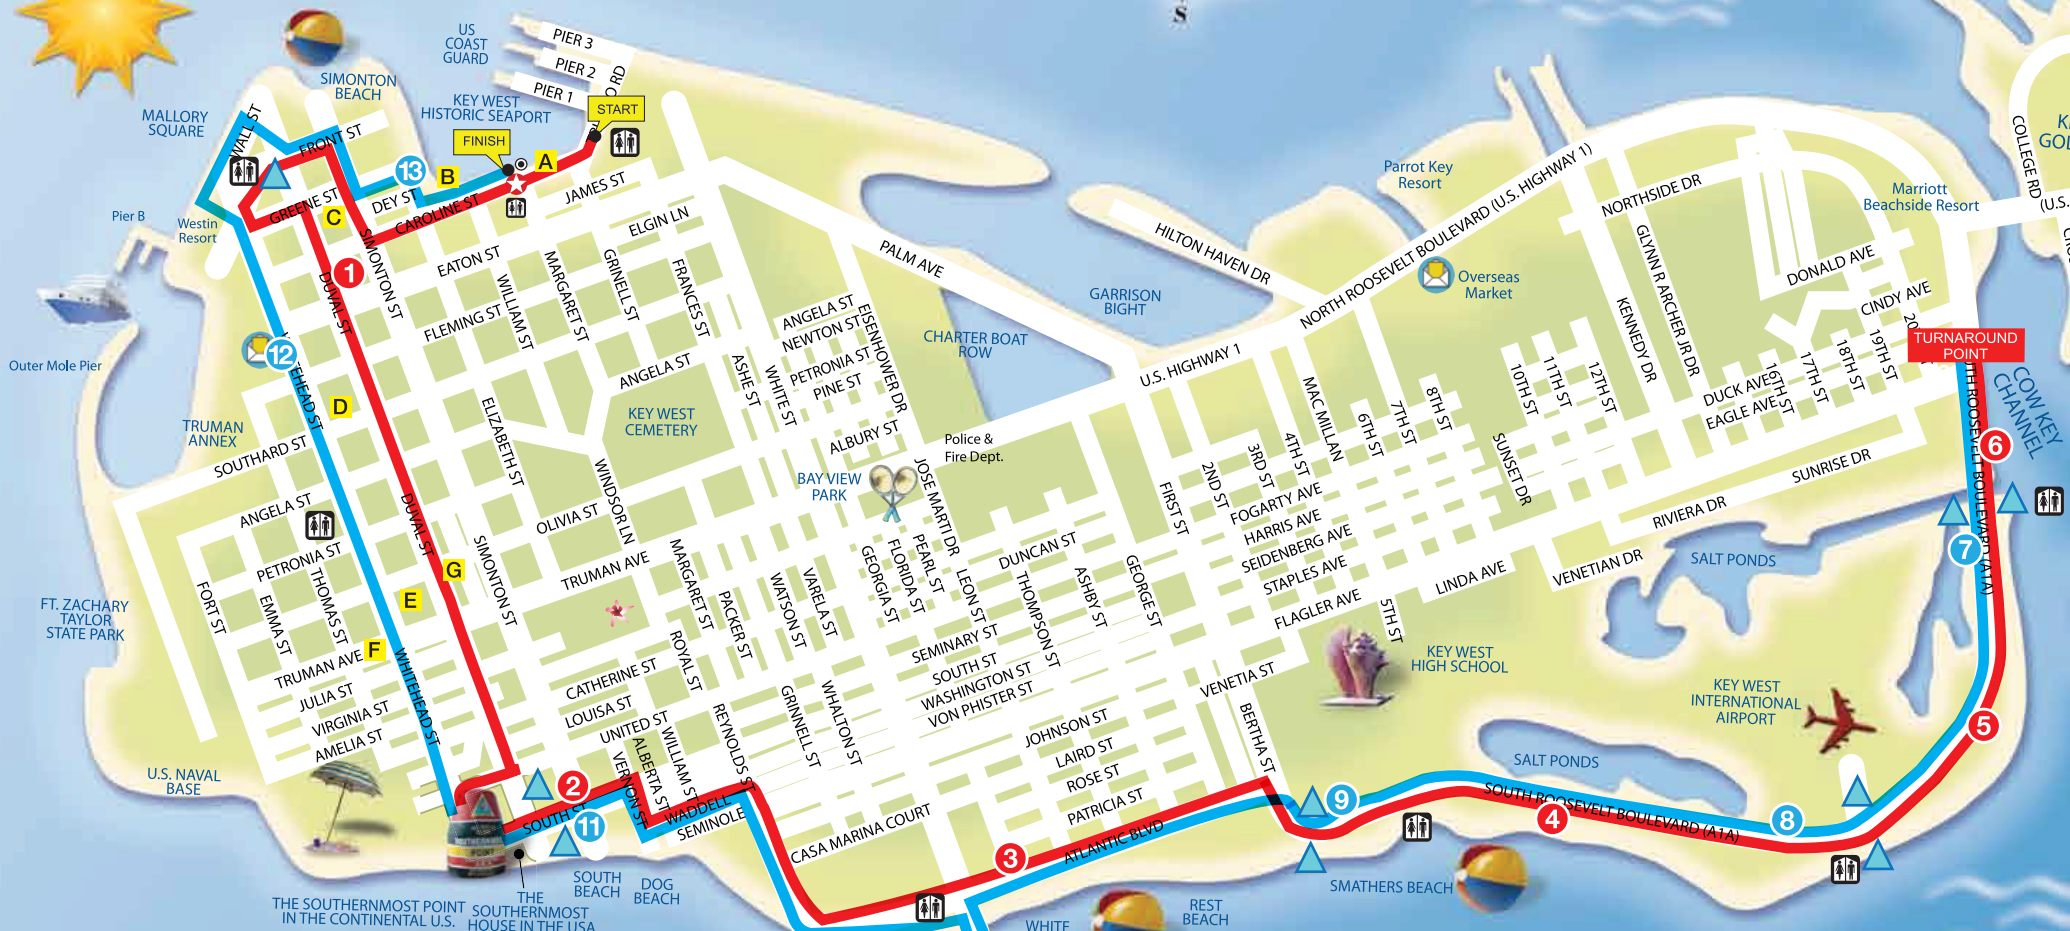 S
PIER 3
PIER 2
PIER 1
US
COAST
GUARD
O RD
START
SIMONTON
BEACH
KEY WEST
HISTORIC SEAPORT
FINISH
MALLORY
SQUARE
WALL ST
FRONT ST
13
B
A
JAMES ST
GREENE ST
C
DEY ST
CAROLINE ST
Pier B
Westin
Resort
ELGIN LN
EATON ST
1
DUVAL ST
SIMONTON ST
FLEMING ST
WILLIAM ST
MARGARET ST
GRINELL ST
FRANCES ST
PALM AVE
HILTON HAVEN DR
GARRISON
BIGHT
CHARTER BOAT
ROW
Parrot Key
Resort
NORTH ROOSEVELT BOULEVARD (U.S. HIGHWAY 1)
Overseas
Market
NORTHSIDE DR
GLYNN R ARCHER JR DR
KENNEDY DR
Marriott
Beachside Resort
COLLEGE RD
K
GOL
(U.S.
DONALD AVE
CINDY AVE
20
19TH ST
18TH ST
17TH ST
16TH ST
DUCK AVE
EAGLE AVE
TURNAROUND
POINT
COW KEY
CHANNEL
Outer Mole Pier
12
EHEAD ST
ANGELA ST
NEWTON ST
PETRONIA ST
PINE ST
EISENHOWER DR
ALBURY ST
ASHE ST
WHITE ST
ANGELA ST
KEY WEST
CEMETERY
U.S. HIGHWAY 1
MAC MILLAN
6TH ST
7TH ST
8TH ST
10TH ST
11TH ST
12TH ST
SUNSET DR
D
TRUMAN
ANNEX
SOUTHARD ST
ELIZABETH ST
WINDSOR LN
Police &
Fire Dept.
BAY VIEW
PARK
JOSE MARTI DR
FIRST ST
2ND ST
3RD ST
4TH ST
FOGARTY AVE
HARRIS AVE
SEIDENBERG AVE
STAPLES AVE
FLAGLER AVE
5TH ST
LINDA AVE
VENETIAN DR
RIVIERA DR
SUNRISE DR
SALT PONDS
6
7
SOUTH ROOSEVELT BOULEVARD (A1A)
ANGELA ST
PETRONIA ST
DUVAL ST
OLIVIA ST
SIMONTON ST
TRUMAN AVE
G
E
F
FORT ST
EMMA ST
THOMAS ST
TRUMAN AVE
JULIA ST
VIRGINIA ST
AMELIA ST
WHITEHEAD ST
FT. ZACHARY
TAYLOR
STATE PARK
U.S. NAVAL
BASE
MARGARET ST
PACKER ST
WATSON ST
VARELA ST
GEORGIA ST
FLORIDA ST
PEARL ST
LEON ST
DUNCAN ST
THOMPSON ST
ASHBY ST
GEORGE ST
SEMINARY ST
SOUTH ST
WASHINGTON ST
VON PHISTER ST
VENETIA ST
BERTHA ST
KEY WEST
HIGH SCHOOL
KEY WEST
INTERNATIONAL
AIRPORT
5
ROYAL ST
CATHERINE ST
LOUISA ST
UNITED ST
WILLIAM ST
ALBERTA ST
VERNON ST
REYNOLDS ST
GRINNELL ST
WHALTON ST
JOHNSON ST
LAIRD ST
ROSE ST
PATRICIA ST
2
SOUTH
11
WADDELL
SEMINOLE
CASA MARINA COURT
3
ATLANTIC BLVD
9
4
SOUTH ROOSEVELT BOULEVARD (A1A)
8
SALT PONDS
SMATHERS BEACH
REST
BEACH
WHITE
SOUTH
BEACH
DOG
BEACH
THE SOUTHERNMOST POINT
IN THE CONTINENTAL U.S.
THE
SOUTHERNMOST
HOUSE IN THE USA